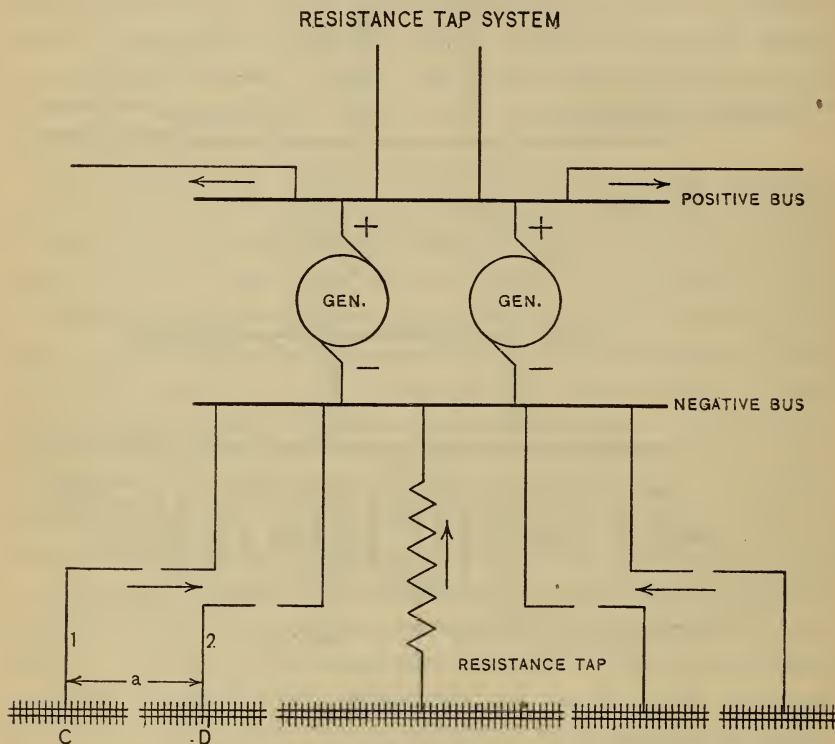 RESISTANCE TAP SYSTEM
POSITIVE BUS
+ +
GEN. GEN.
— —
NEGATIVE BUS
1 2
RESISTANCE TAP
a
C D